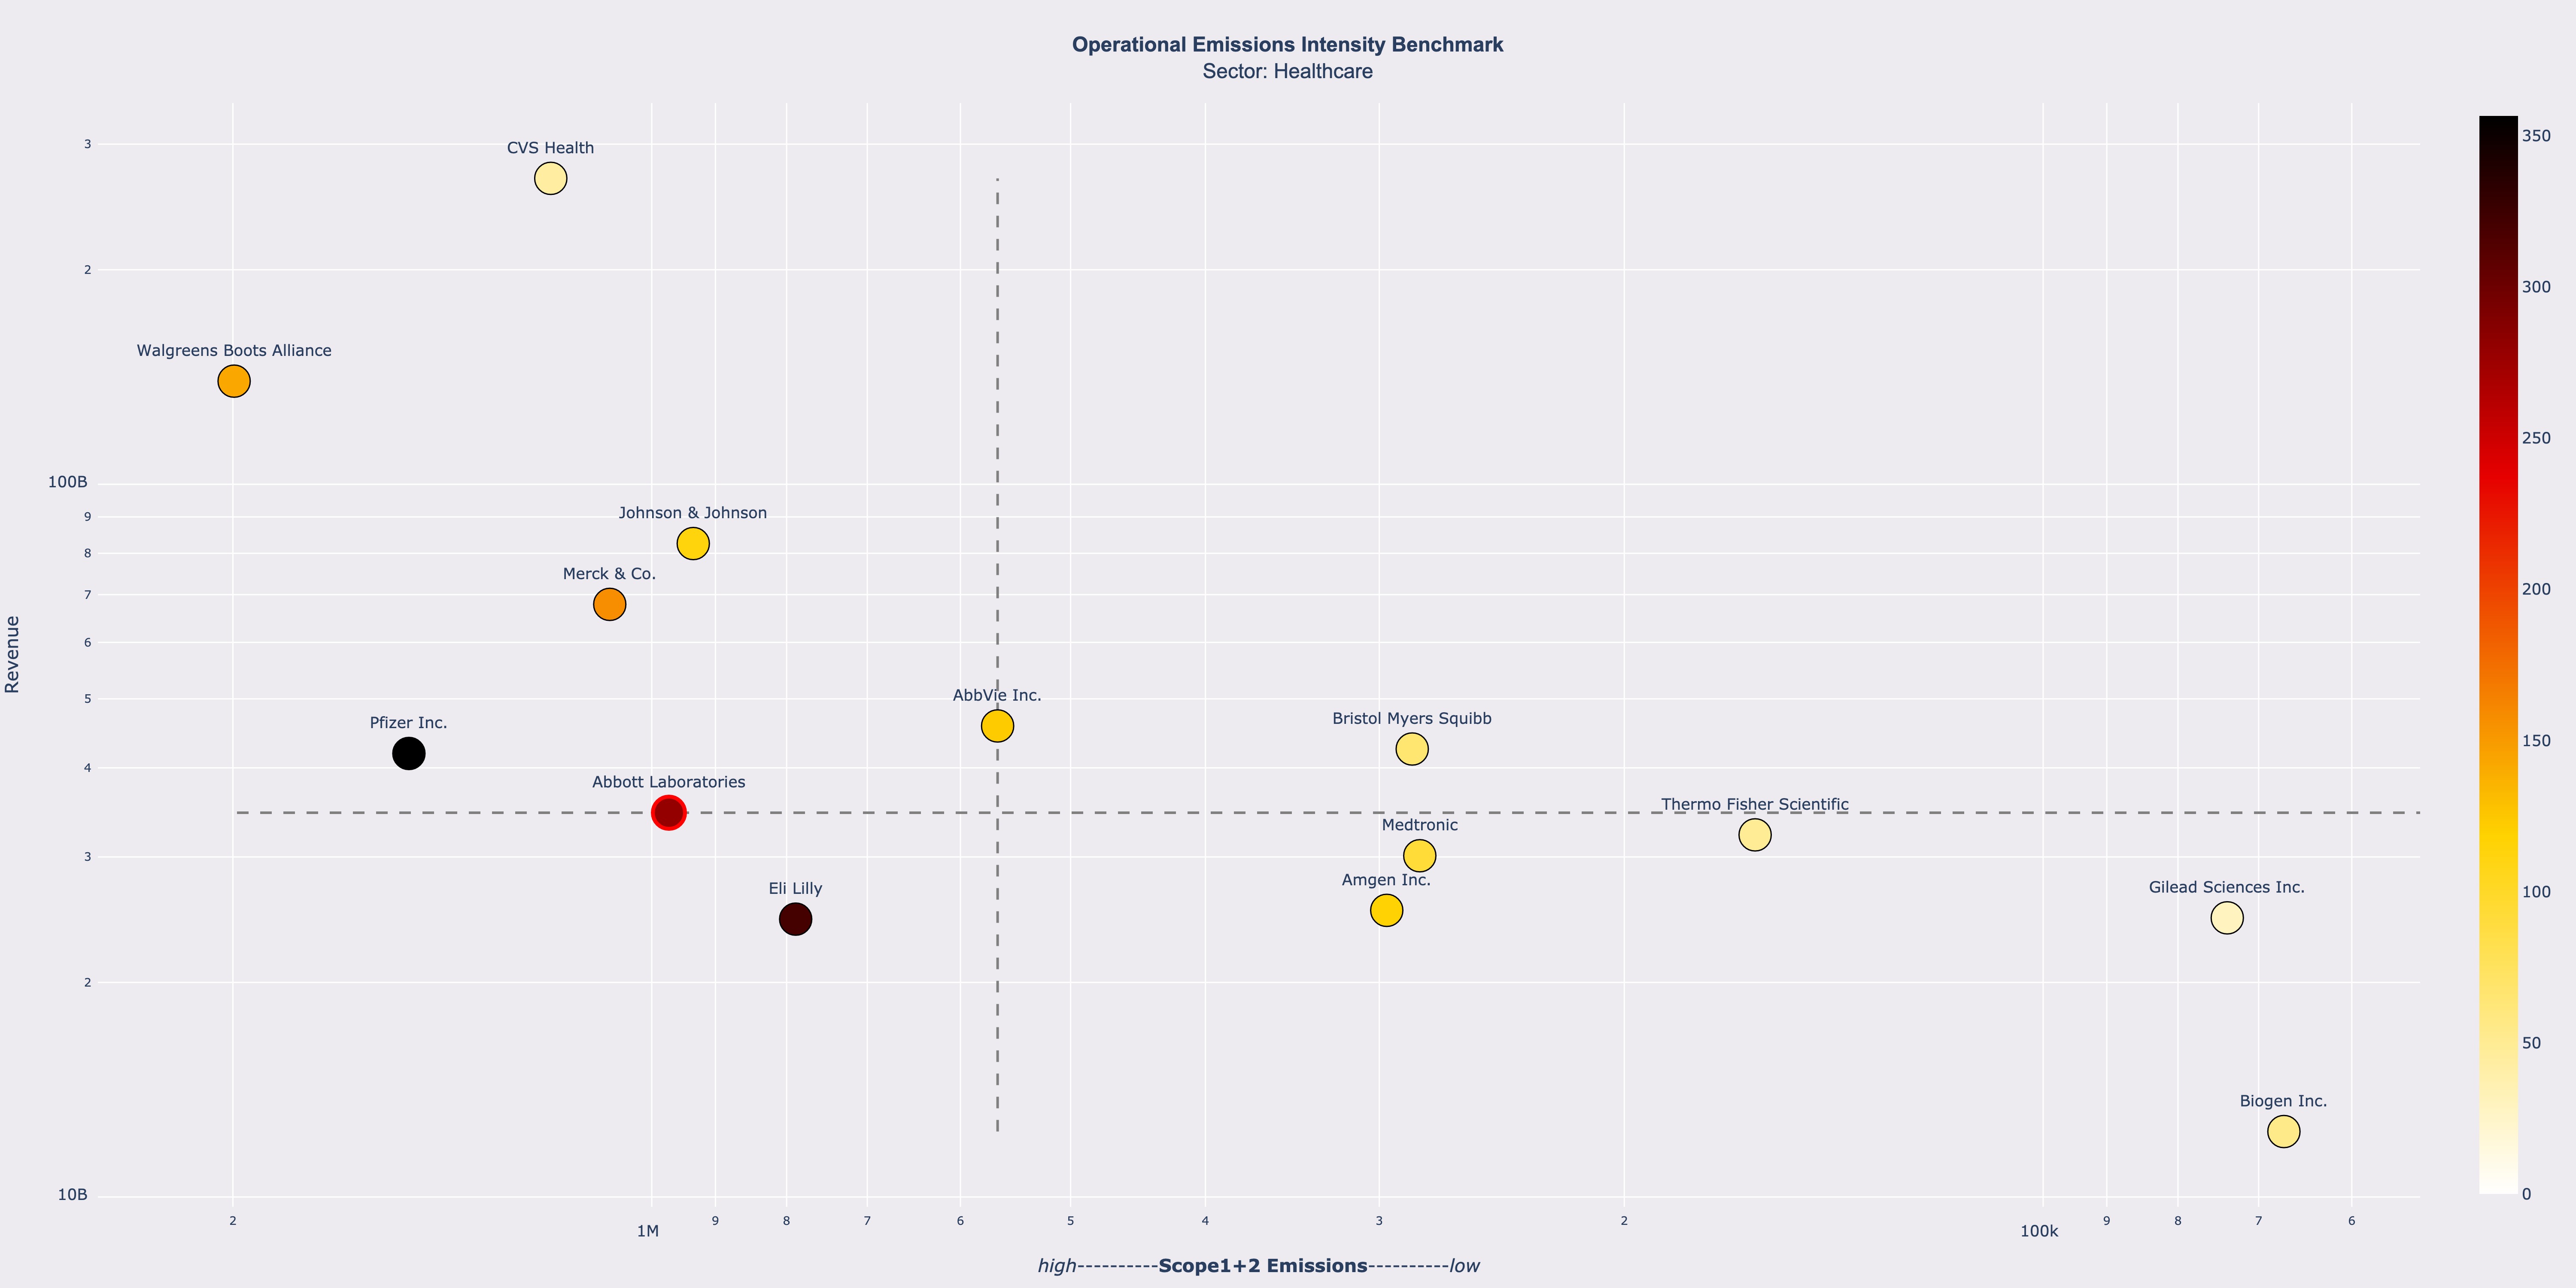 Operational Emissions Intensity Benchmark
Sector: Healthcare
3
CVS Health
350
300
2
Walgreens Boots Alliance
250
100B
9
Johnson & Johnson
8
200
Merck & Co.
7
Revenue
6
5
AbbVie Inc.
Pfizer Inc.
Bristol Myers Squibb
150
4
Abbott Laboratories
Thermo Fisher Scientific
Medtronic
3
Eli Lilly
Amgen Inc.
Gilead Sciences Inc.
100
2
50
Biogen Inc.
10B
0
2 1M 9 8 7 6 5 4 3 2 100k 9 8 7 6
high----------Scope1+2 Emissions----------low